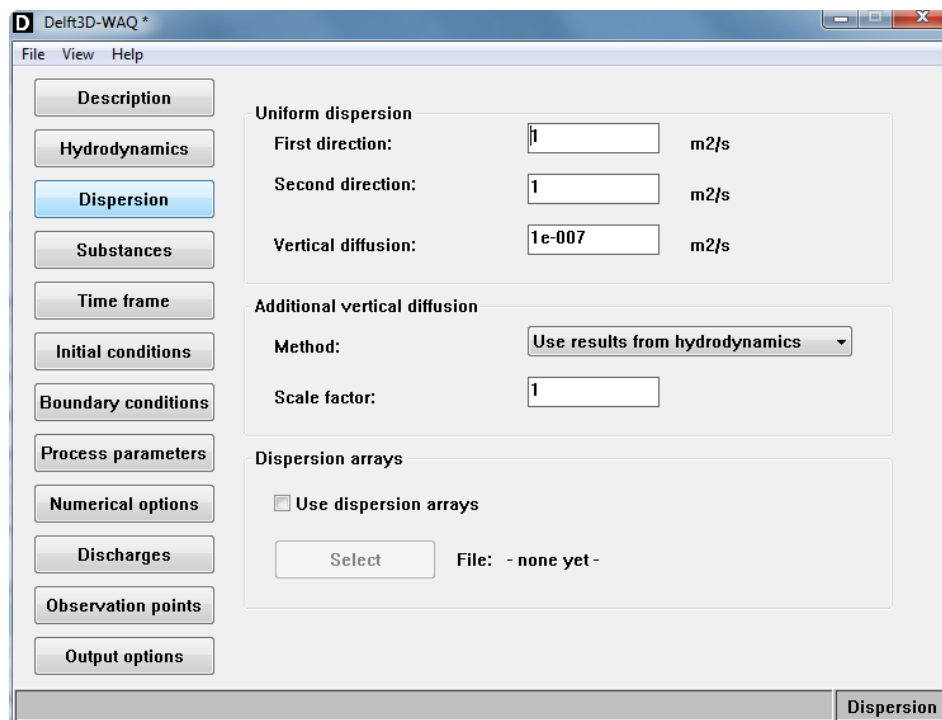 D Delft3D-WAQ *
File View Help
Description
Hydrodynamics
Dispersion
Substances
Time frame
Initial conditions
Boundary conditions
Process parameters
Numerical options
Discharges
Observation points
Output options
Uniform dispersion
First direction: 1 m2/s
Second direction: 1 m2/s
Vertical diffusion: 1e-007 m2/s
Additional vertical diffusion
Method: Use results from hydrodynamics
Scale factor: 1
Dispersion arrays
Use dispersion arrays
Select File: - none yet -
Dispersion